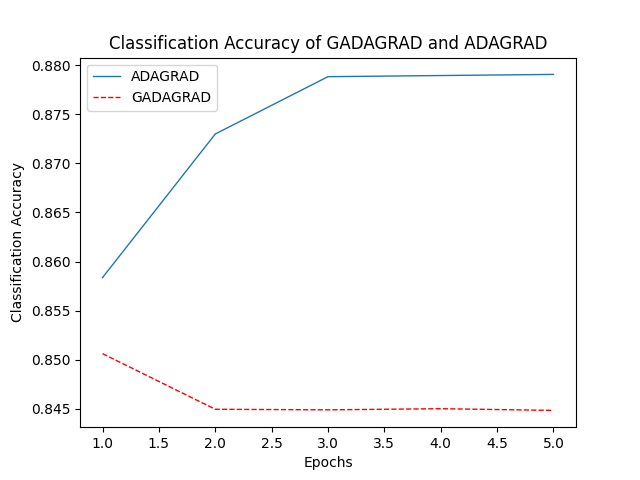 Classification Accuracy of GADAGRAD and ADAGRAD
ADAGRAD
GADAGRAD
0.880
0.875
0.870
0.865
0.860
0.855
0.850
0.845
Classification Accuracy
1.0 1.5 2.0 2.5 3.0 3.5 4.0 4.5 5.0
Epochs